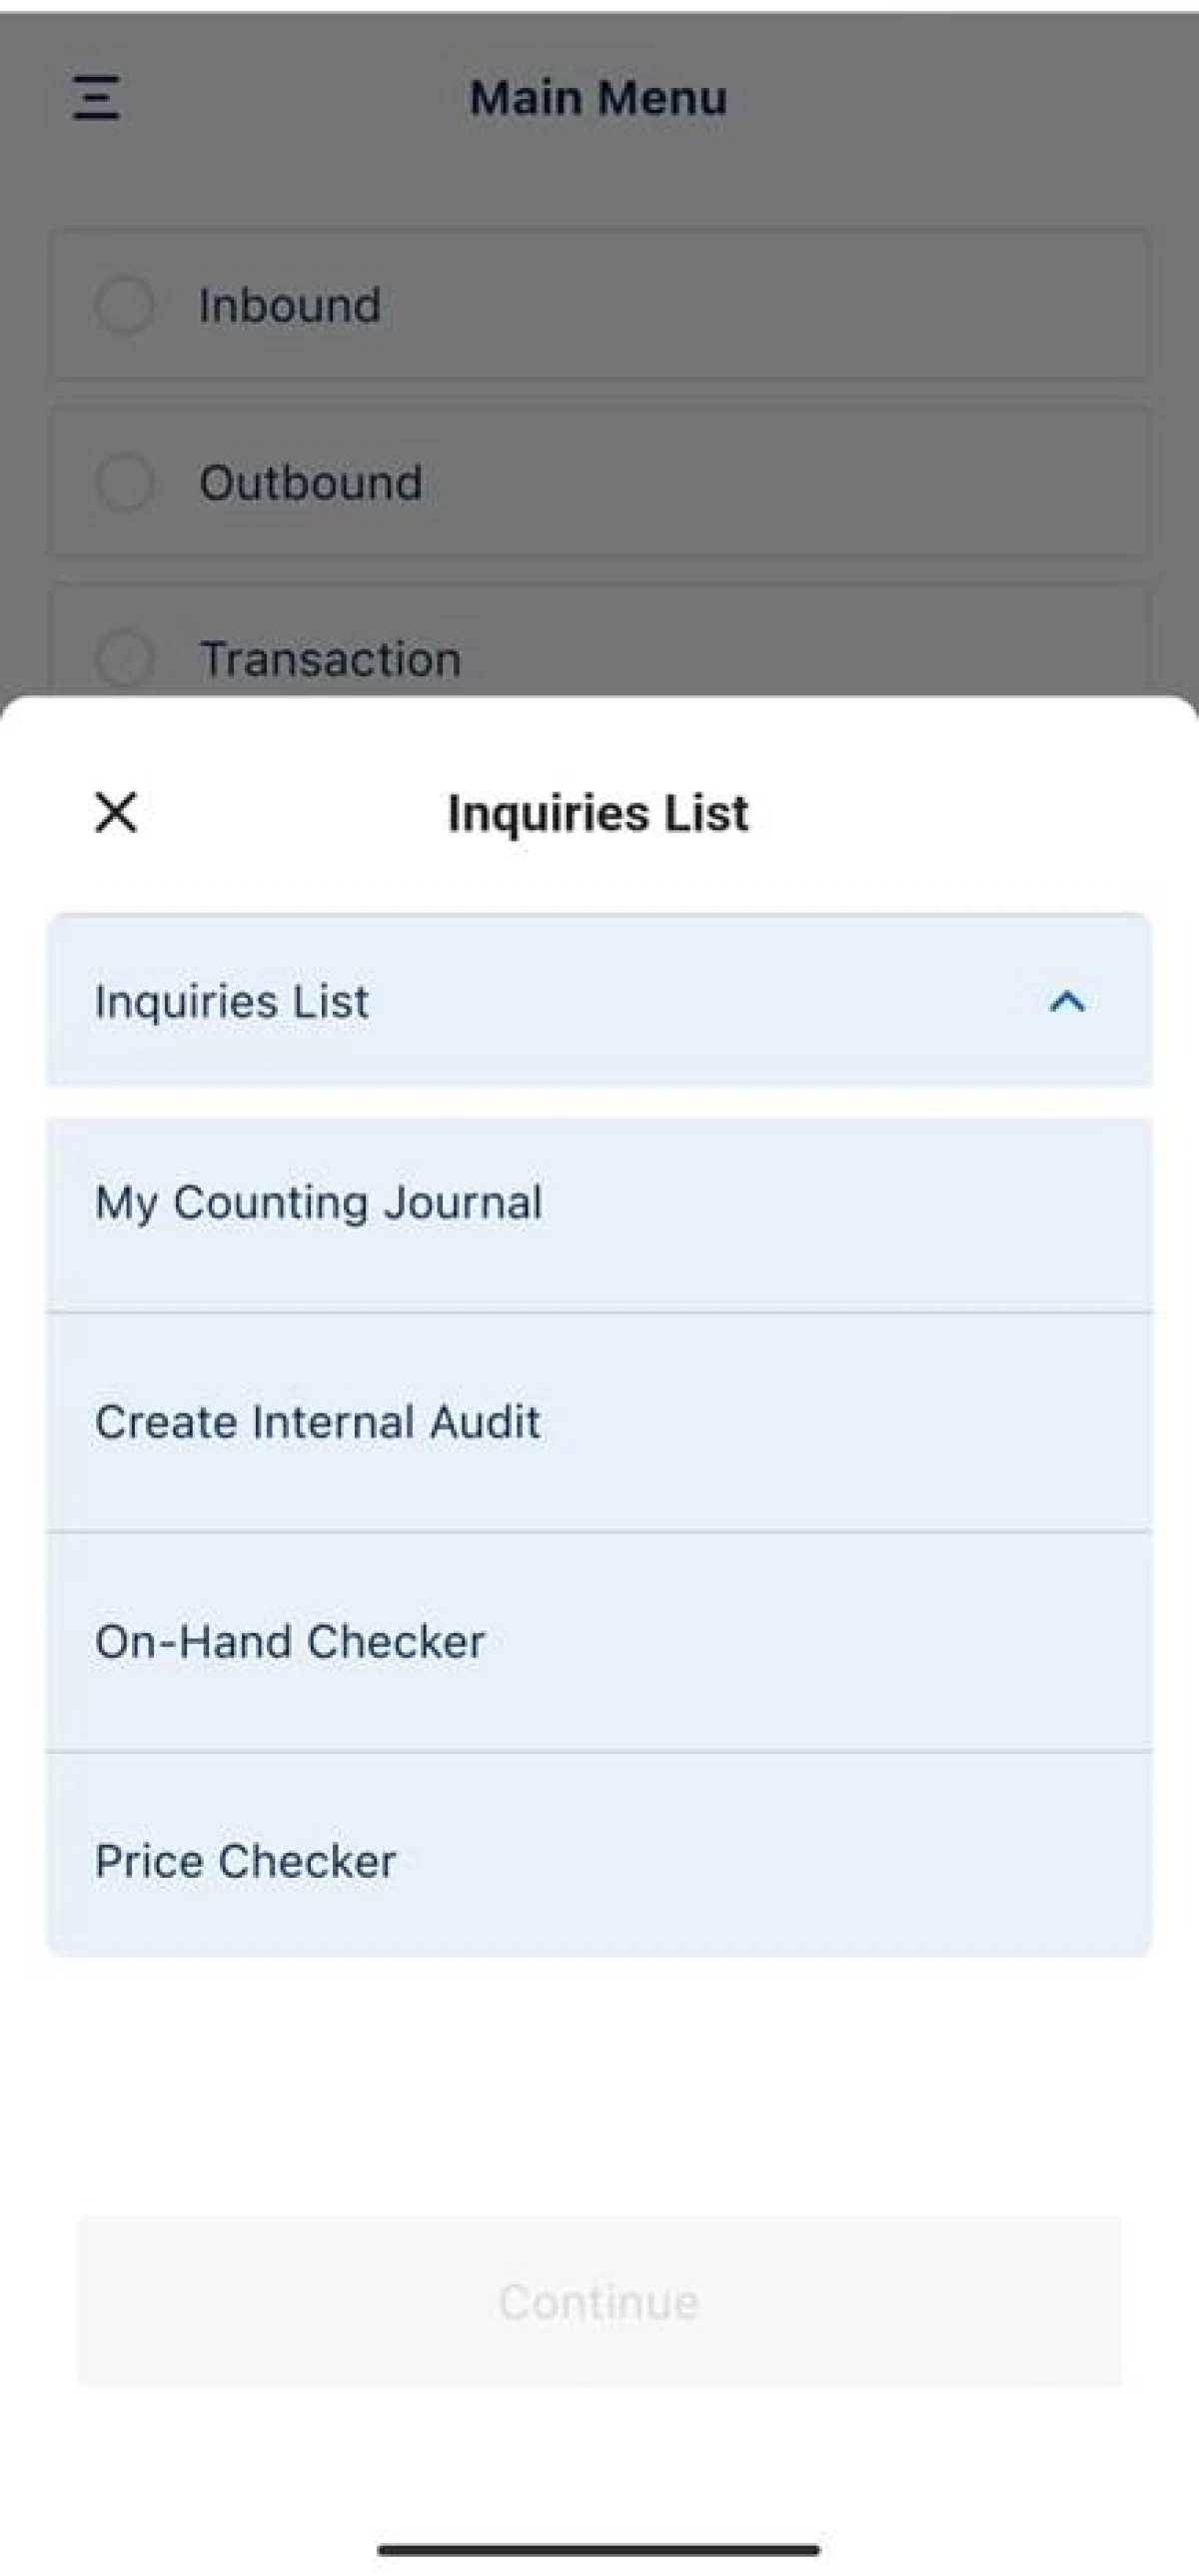 Main Menu
Inbound
Outbound
Transaction
Inquiries List
Inquiries List
My Counting Journal
Create Internal Audit
On-Hand Checker
Price Checker
Continue